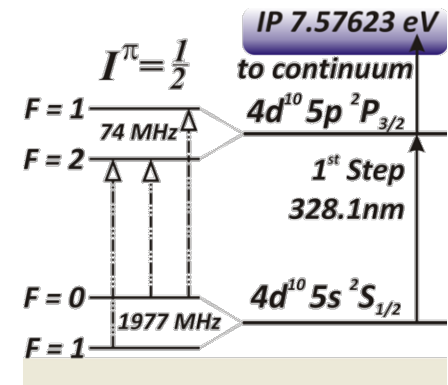 IP 7.57623 eV
I^π = 1/2
to continuum
F = 1
4d¹⁰ 5p ²P₃/₂
74 MHz
F = 2
1ˢᵗ Step
328.1nm
F = 0
4d¹⁰ 5s ²S₁/₂
1977 MHz
F = 1